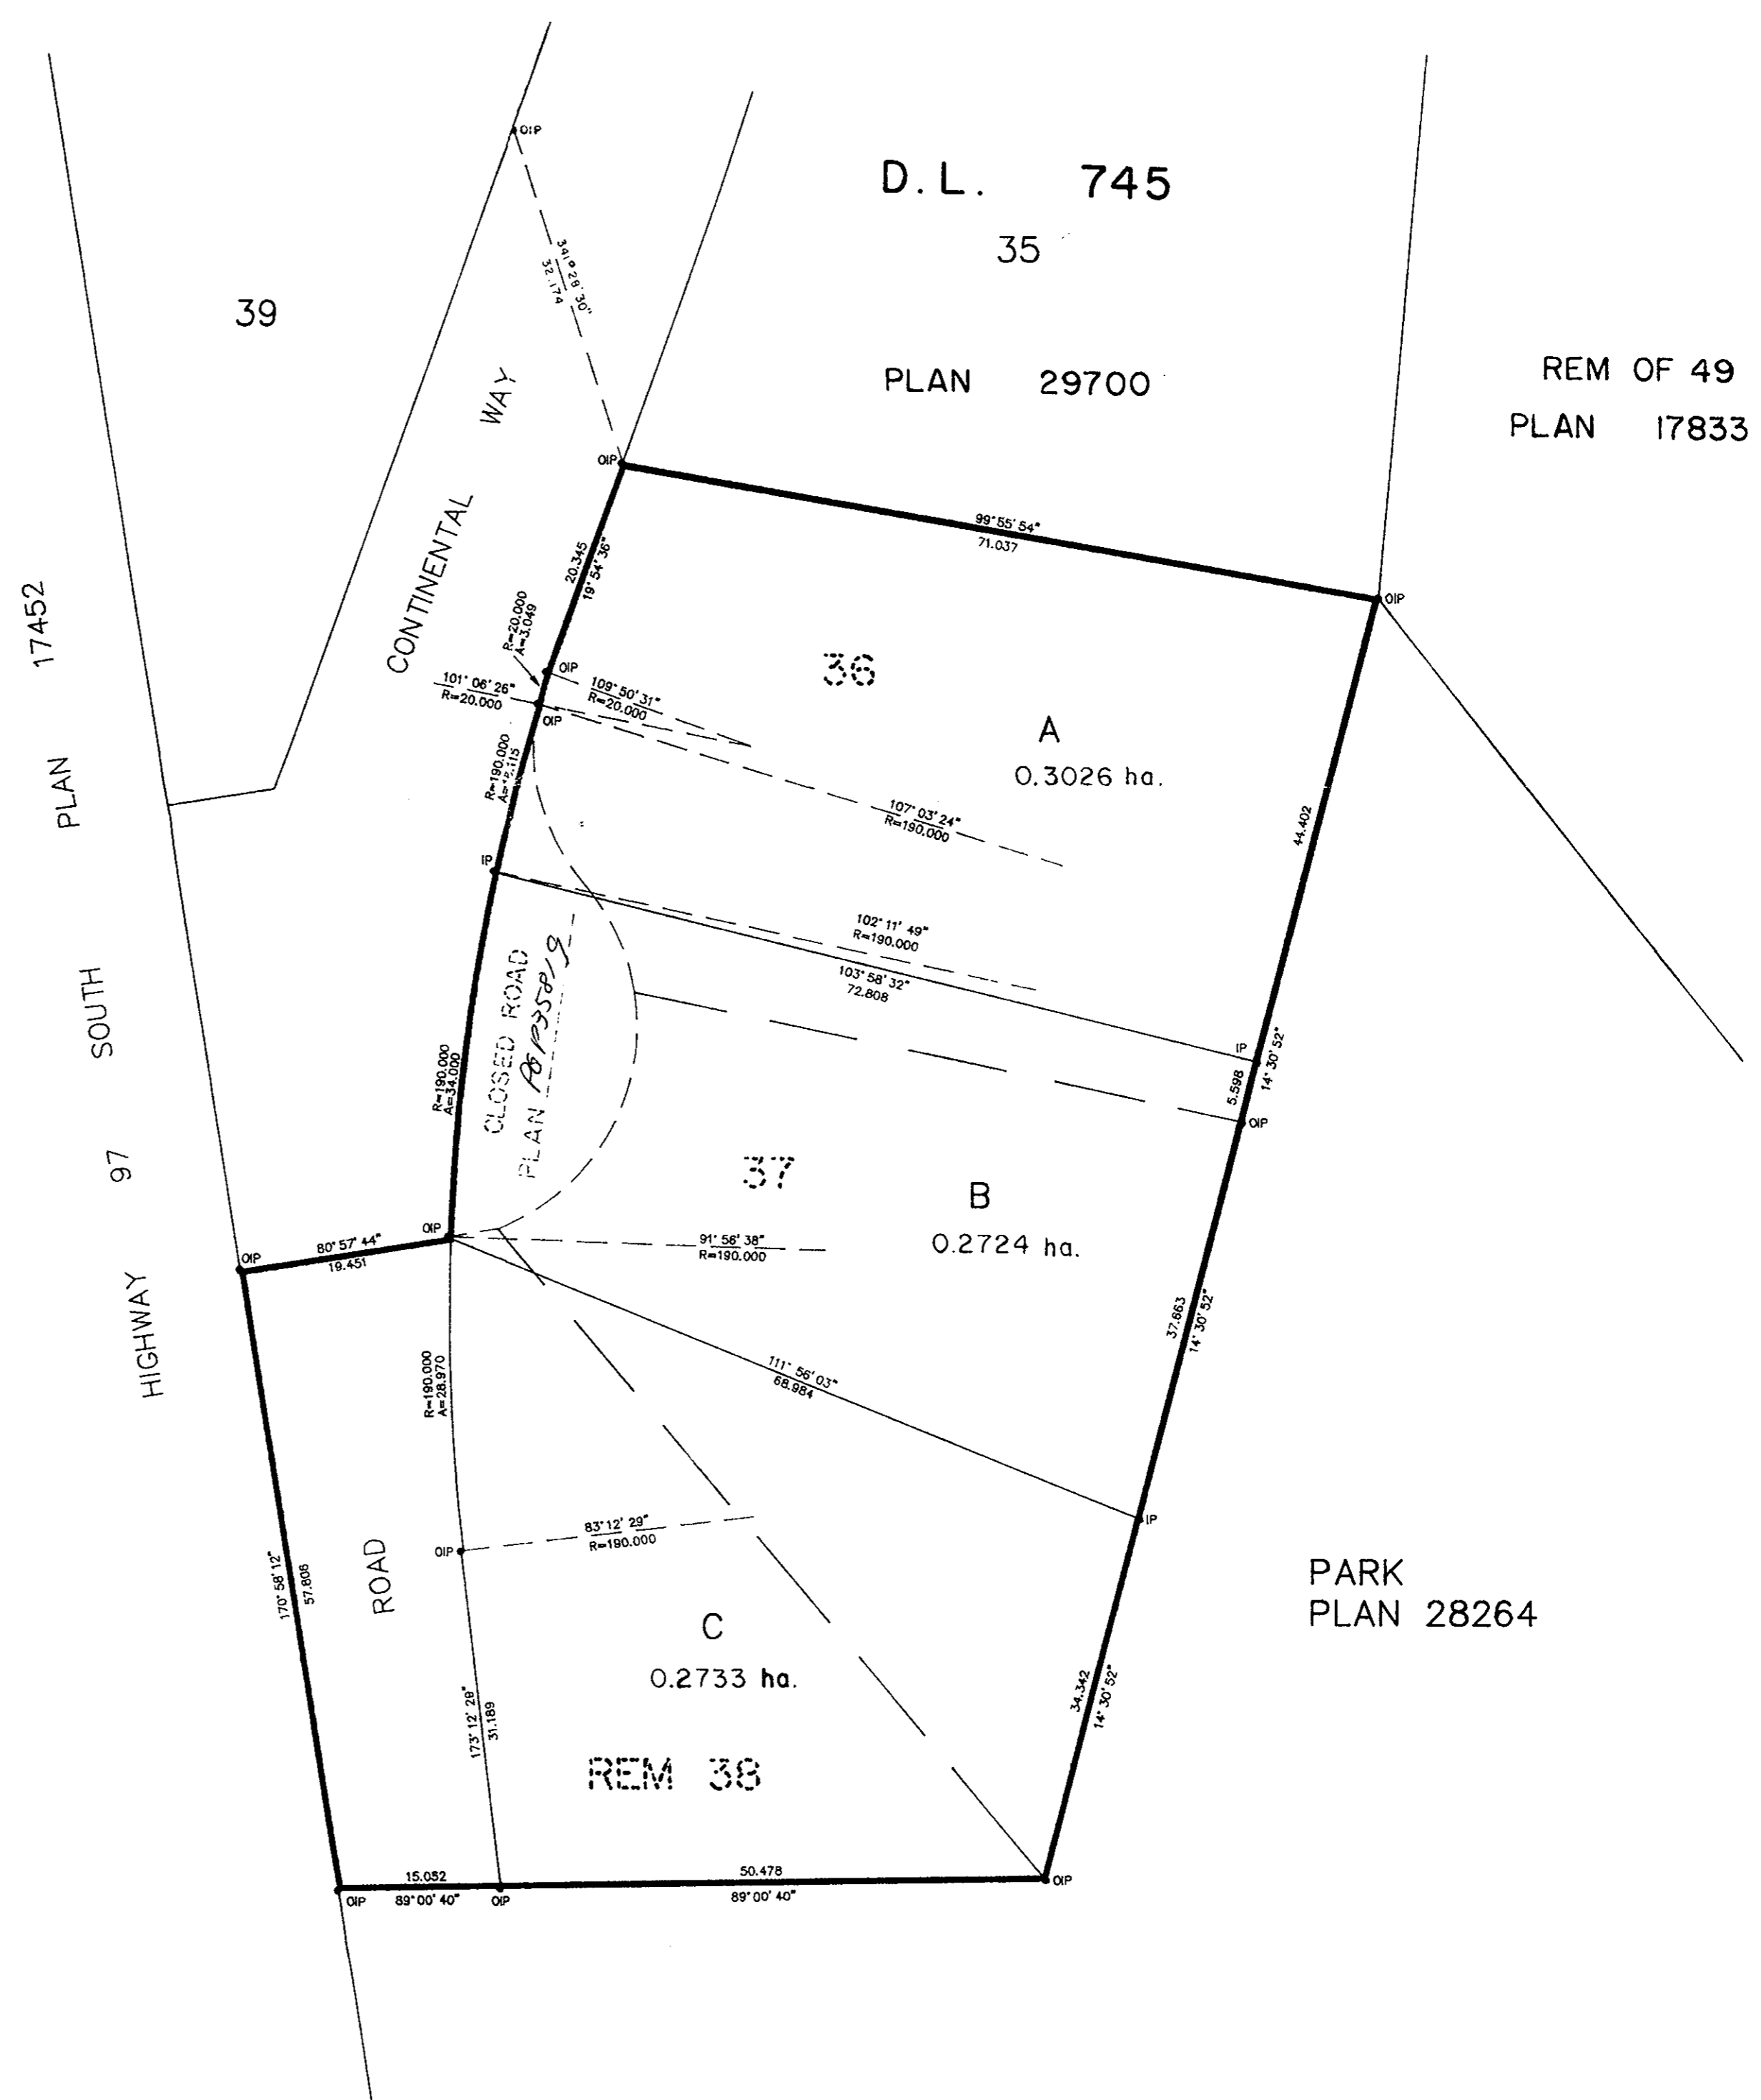 OIP
D.L. 745
35
341° 28' 30"
32.174
39
PLAN 29700
REM OF 49
PLAN 17833
CONTINENTAL WAY
OIP
99° 55' 54"
71.037
OIP
20.345
19° 54' 36"
R=20.000
A=3.049
OIP
101° 06' 26"
R=20.000
109° 50' 31"
R=20.000
OIP
36
A
0.3026 ha.
R=190.000
107° 03' 24"
R=190.000
44.402
IP
102° 11' 49"
R=190.000
103° 58' 32"
72.808
CLOSED ROAD
PLAN
R=190.000
A=34.000
IP
14° 30' 52"
5.598
OIP
37
B
0.2724 ha.
OIP
91° 56' 38"
R=190.000
OIP
80° 57' 44"
19.451
HIGHWAY 97 SOUTH PLAN 17452
37.663
14° 30' 52"
R=190.000
A=28.970
111° 56' 03"
68.984
IP
OIP
83° 12' 29"
R=190.000
170° 58' 12"
57.806
ROAD
PARK
PLAN 28264
C
0.2733 ha.
34.342
14° 30' 52"
173° 12' 29"
31.189
REM 38
15.052
89° 00' 40"
50.478
89° 00' 40"
OIP
OIP
OIP